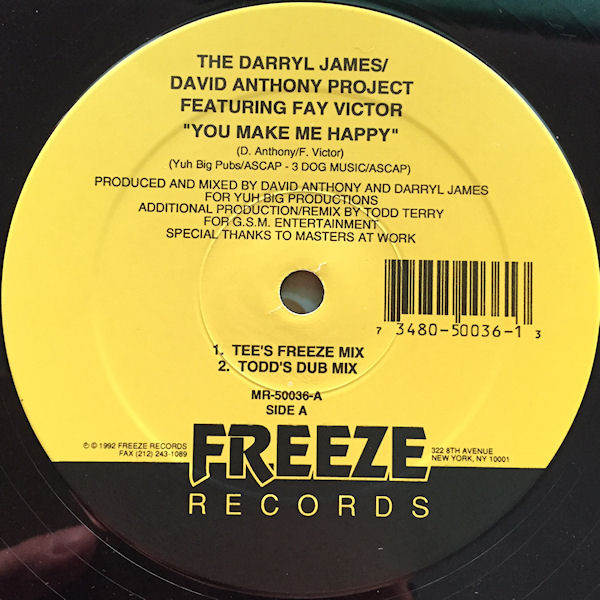 THE DARRYL JAMES/
DAVID ANTHONY PROJECT
FEATURING FAY VICTOR
"YOU MAKE ME HAPPY"
(D. Anthony/F. Victor)
(Yuh Big Pubs/ASCAP - 3 DOG MUSIC/ASCAP)
PRODUCED AND MIXED BY DAVID ANTHONY AND DARRYL JAMES
FOR YUH BIG PRODUCTIONS
ADDITIONAL PRODUCTION/REMIX BY TODD TERRY
FOR G.S.M. ENTERTAINMENT
SPECIAL THANKS TO MASTERS AT WORK
7 3480-50036-1 3
1. TEE'S FREEZE MIX
2. TODD'S DUB MIX
MR-50036-A
SIDE A
℗ © 1992 FREEZE RECORDS
FAX (212) 243-1089
FREEZE
RECORDS
322 8TH AVENUE
NEW YORK, NY 10001